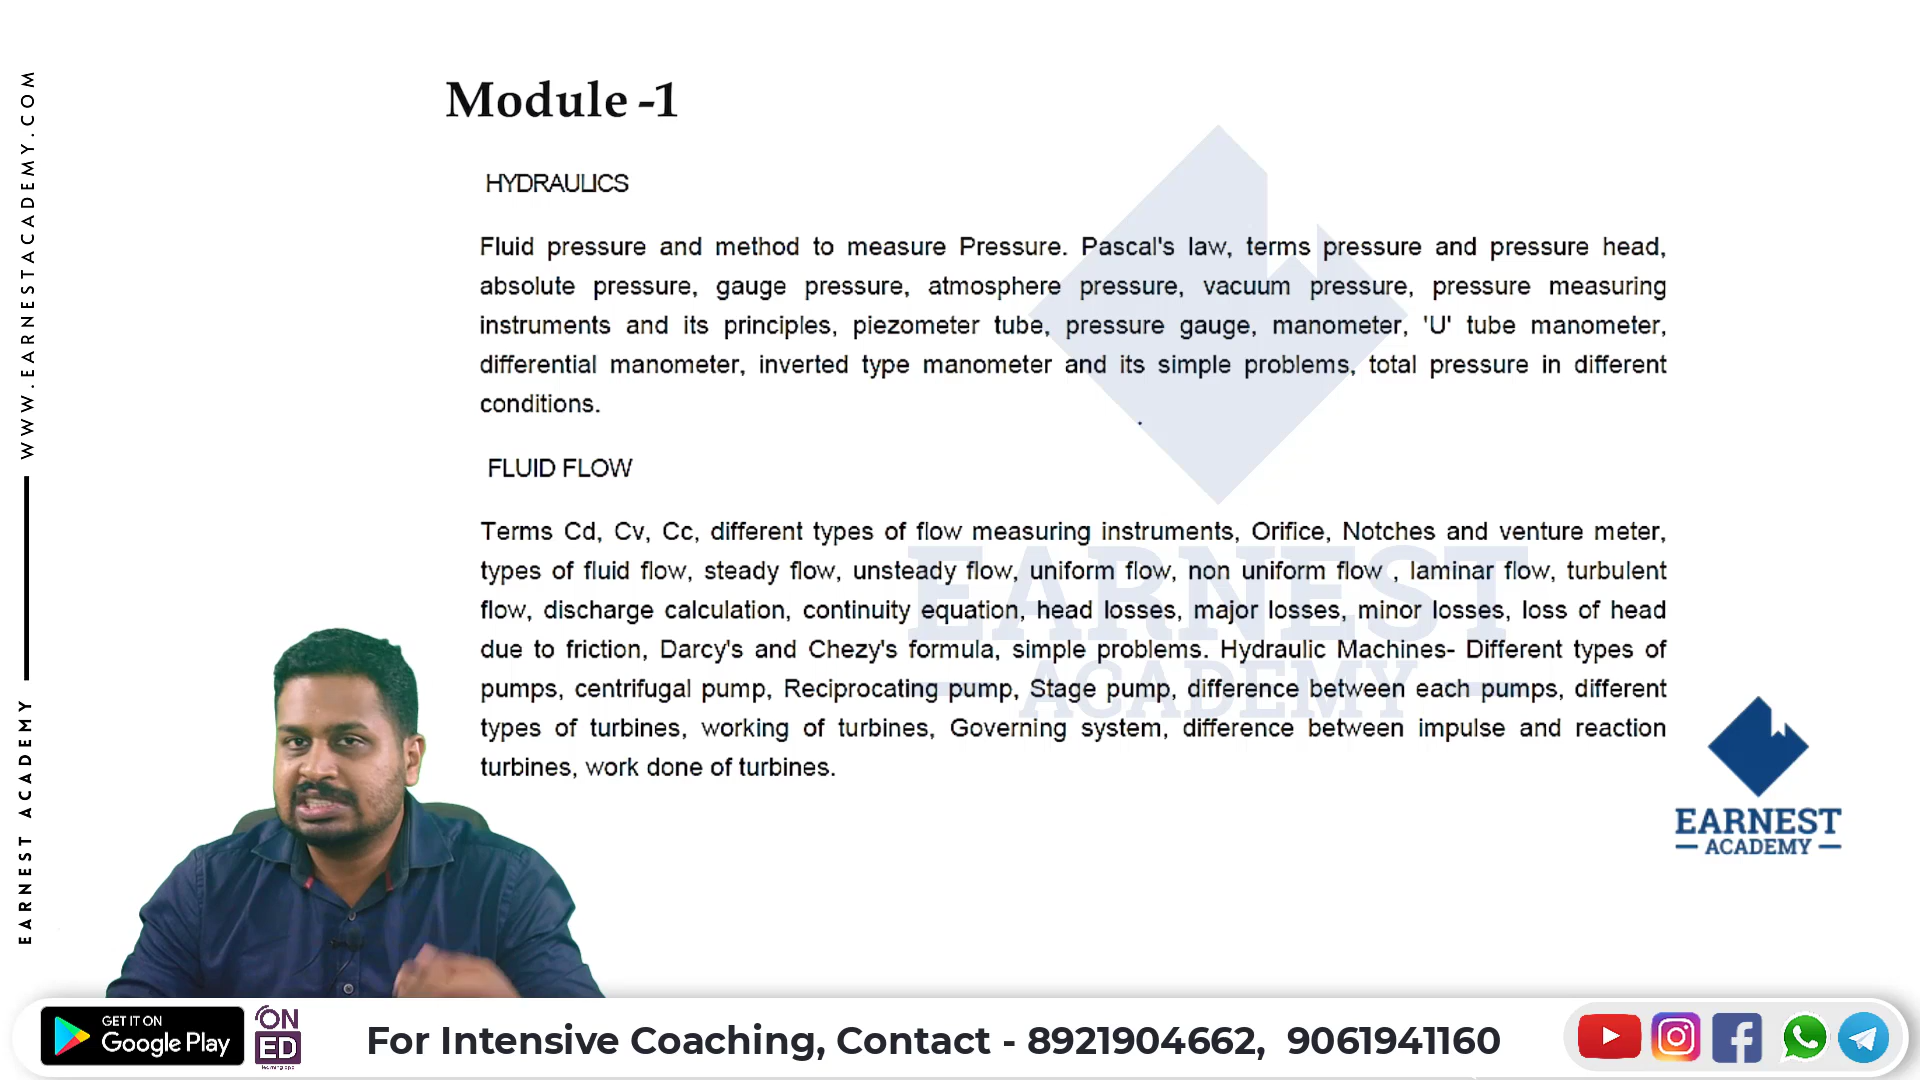 WWW.EARNESTACADEMY.COM
EARNEST ACADEMY
Module -1
HYDRAULICS
Fluid pressure and method to measure Pressure. Pascal's law, terms pressure and pressure head,
absolute pressure, gauge pressure, atmosphere pressure, vacuum pressure, pressure measuring
instruments and its principles, piezometer tube, pressure gauge, manometer, 'U' tube manometer,
differential manometer, inverted type manometer and its simple problems, total pressure in different
conditions.
FLUID FLOW
Terms Cd, Cv, Cc, different types of flow measuring instruments, Orifice, Notches and venture meter,
types of fluid flow, steady flow, unsteady flow, uniform flow, non uniform flow , laminar flow, turbulent
flow, discharge calculation, continuity equation, head losses, major losses, minor losses, loss of head
due to friction, Darcy's and Chezy's formula, simple problems. Hydraulic Machines- Different types of
pumps, centrifugal pump, Reciprocating pump, Stage pump, difference between each pumps, different
types of turbines, working of turbines, Governing system, difference between impulse and reaction
turbines, work done of turbines.
EARNEST
ACADEMY
EARNEST
ACADEMY
GET IT ON
Google Play
ON
ED
learning app
For Intensive Coaching, Contact - 8921904662, 9061941160